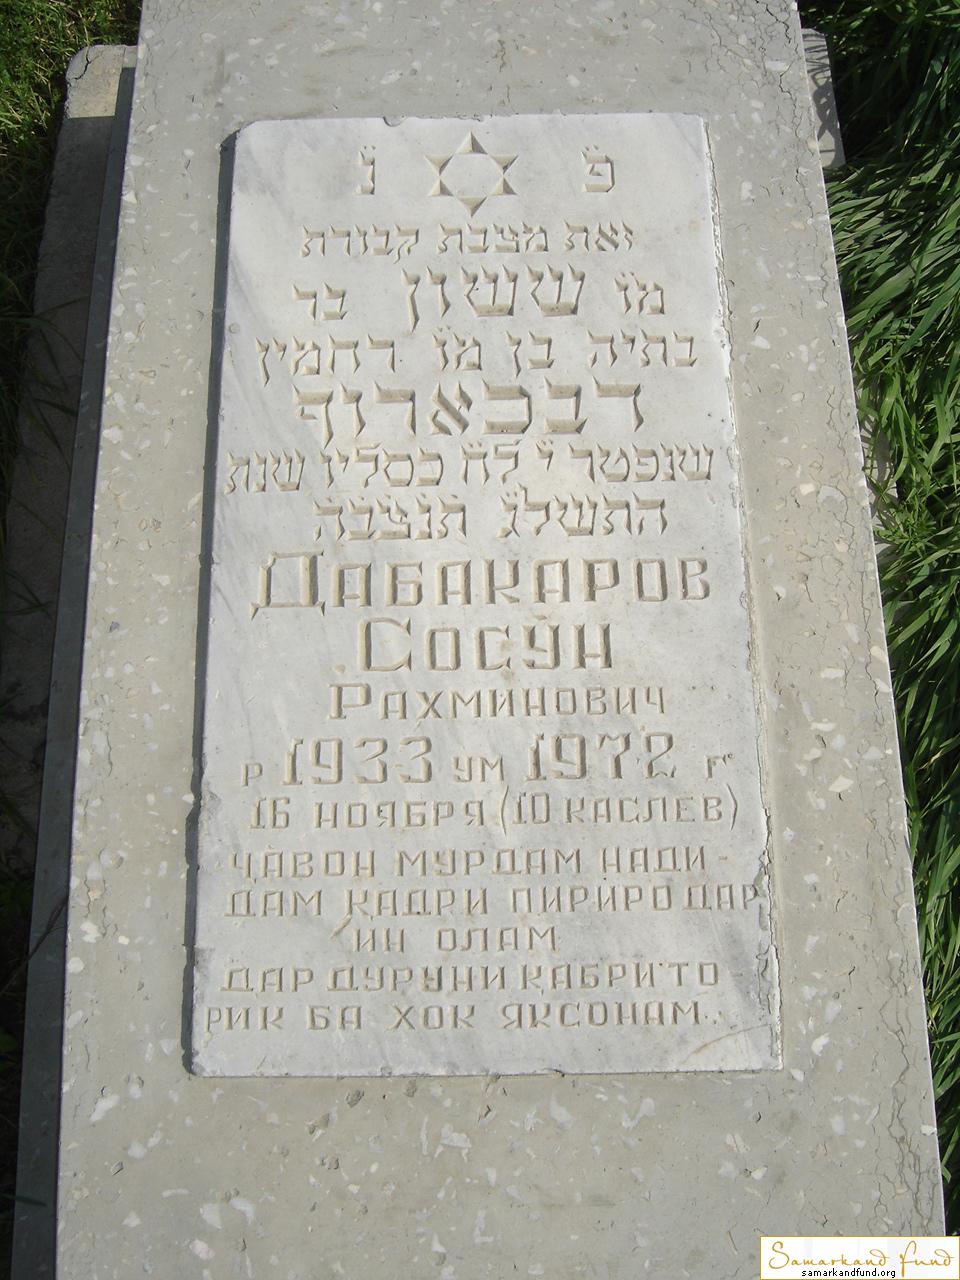 פ̇ נ̇
זאת מצבת קבורת
מו̈ ששון בר
בתיה בן מו̈ רחמין
דבכארוף
שנפטר י̈ לח̈ כסליו שנת
התשלג̈ תנצבה̈
ДАБАКАРОВ
СОСУН
РАХМИНОВИЧ
Р 1933 УМ 1972 Г.
16 НОЯБРЯ (10 КАСЛЕВ)
ЧАВОН МУРДАМ НАДИ-
ДАМ КАДРИ ПИРИРО ДАР
ИН ОЛАМ
ДАР ДУРУНИ КАБРИ ТО
РИК БА ХОК ЯКСОНАМ.
Samarkand Fund
samarkandfund.org